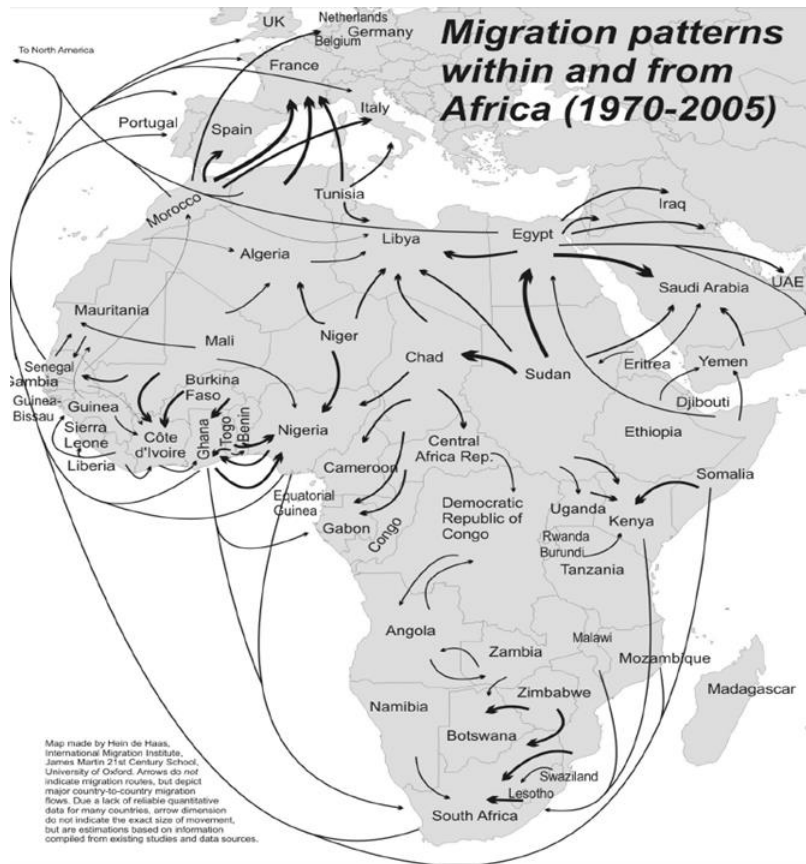 Migration patterns
within and from
Africa (1970-2005)
To North America
UK
Netherlands
Germany
Belgium
France
Portugal
Spain
Italy
Morocco
Tunisia
Algeria
Libya
Egypt
Iraq
Saudi Arabia
UAE
Mauritania
Mali
Niger
Chad
Sudan
Eritrea
Yemen
Djibouti
Senegal
Gambia
Guinea-
Bissau
Guinea
Sierra
Leone
Liberia
Côte
d'Ivoire
Burkina
Faso
Ghana
Togo
Benin
Nigeria
Cameroon
Central
Africa Rep.
Ethiopia
Somalia
Equatorial
Guinea
Gabon
Congo
Democratic
Republic of
Congo
Uganda
Kenya
Rwanda
Burundi
Tanzania
Angola
Zambia
Malawi
Mozambique
Madagascar
Namibia
Zimbabwe
Botswana
Swaziland
Lesotho
South Africa
Map made by Hein de Haas,
International Migration Institute,
James Martin 21st Century School,
University of Oxford. Arrows do not
indicate migration routes, but depict
major country-to-country migration
flows. Due a lack of reliable quantitative
data for many countries, arrow dimension
do not indicate the exact size of movement,
but are estimations based on information
compiled from existing studies and data sources.